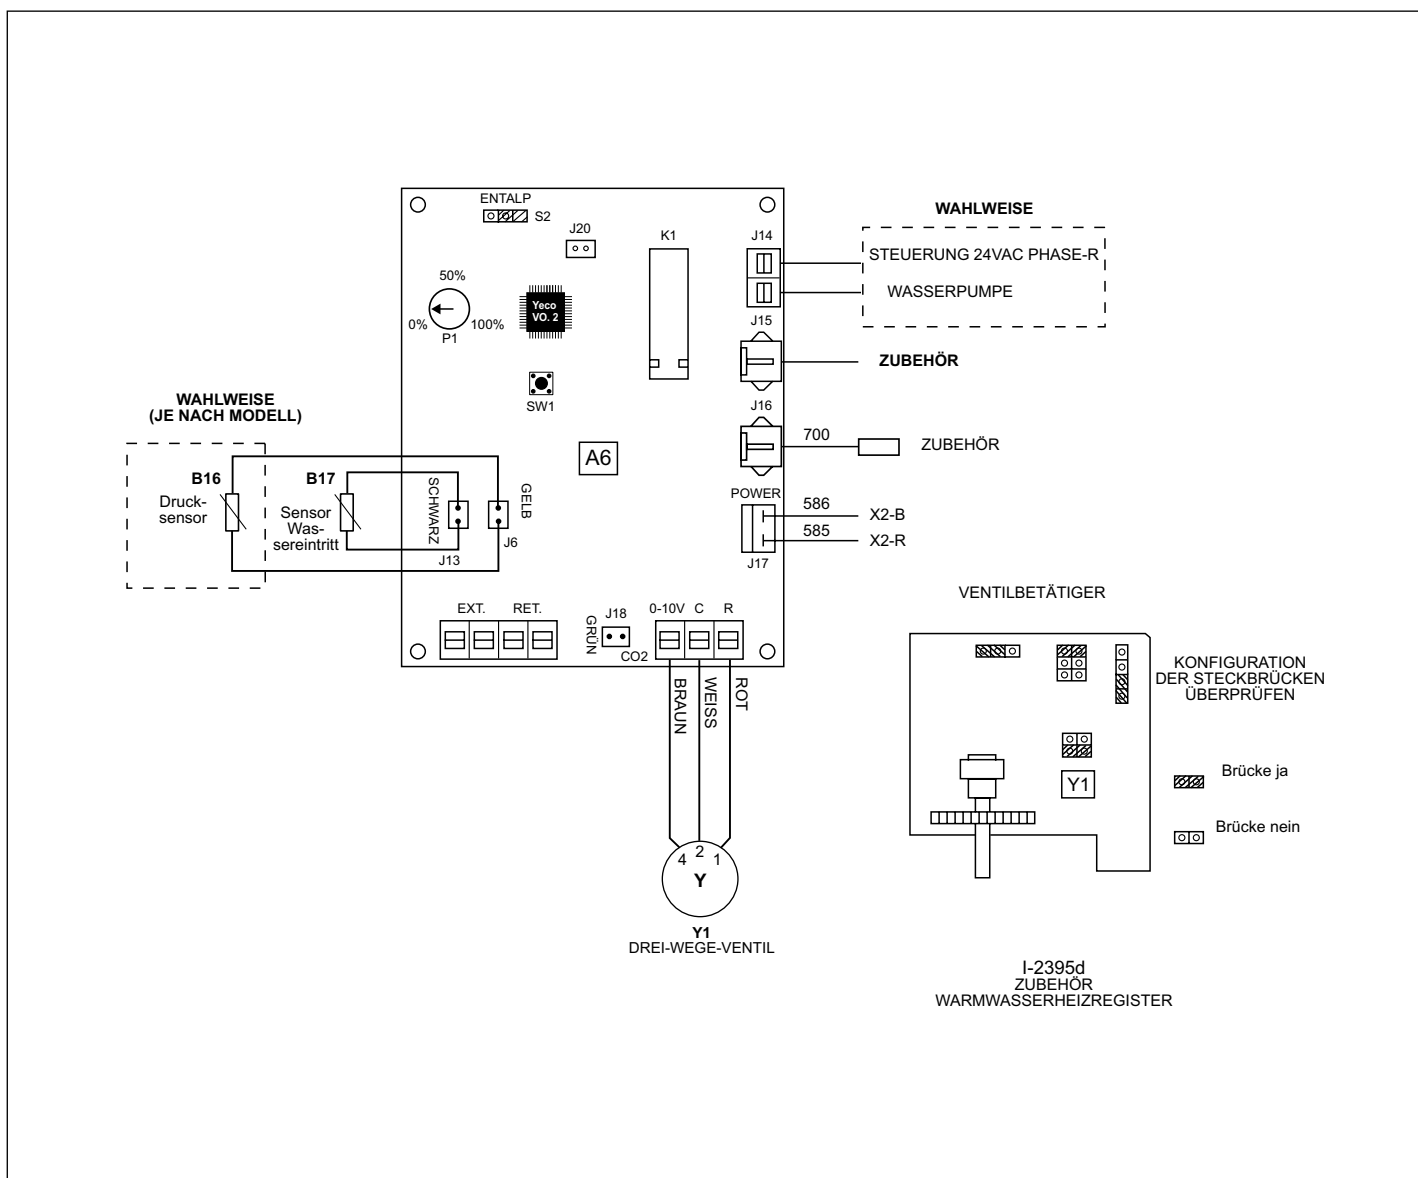 ENTALP
S2
J20
K1
J14
WAHLWEISE
STEUERUNG 24VAC PHASE-R
WASSERPUMPE
50%
0%
100%
P1
Yeco
VO. 2
SW1
J15
ZUBEHÖR
J16
700
ZUBEHÖR
A6
WAHLWEISE
(JE NACH MODELL)
B16
Druck-
sensor
B17
Sensor
Was-
sereintritt
SCHWARZ
J13
GELB
J6
POWER
586
X2-B
585
X2-R
J17
EXT.
RET.
GRÜN
J18
CO2
0-10V
C
R
BRAUN
WEISS
ROT
4
2
1
Y
Y1
DREI-WEGE-VENTIL
VENTILBETÄTIGER
KONFIGURATION
DER STECKBRÜCKEN
ÜBERPRÜFEN
Y1
Brücke ja
Brücke nein
I-2395d
ZUBEHÖR
WARMWASSERHEIZREGISTER